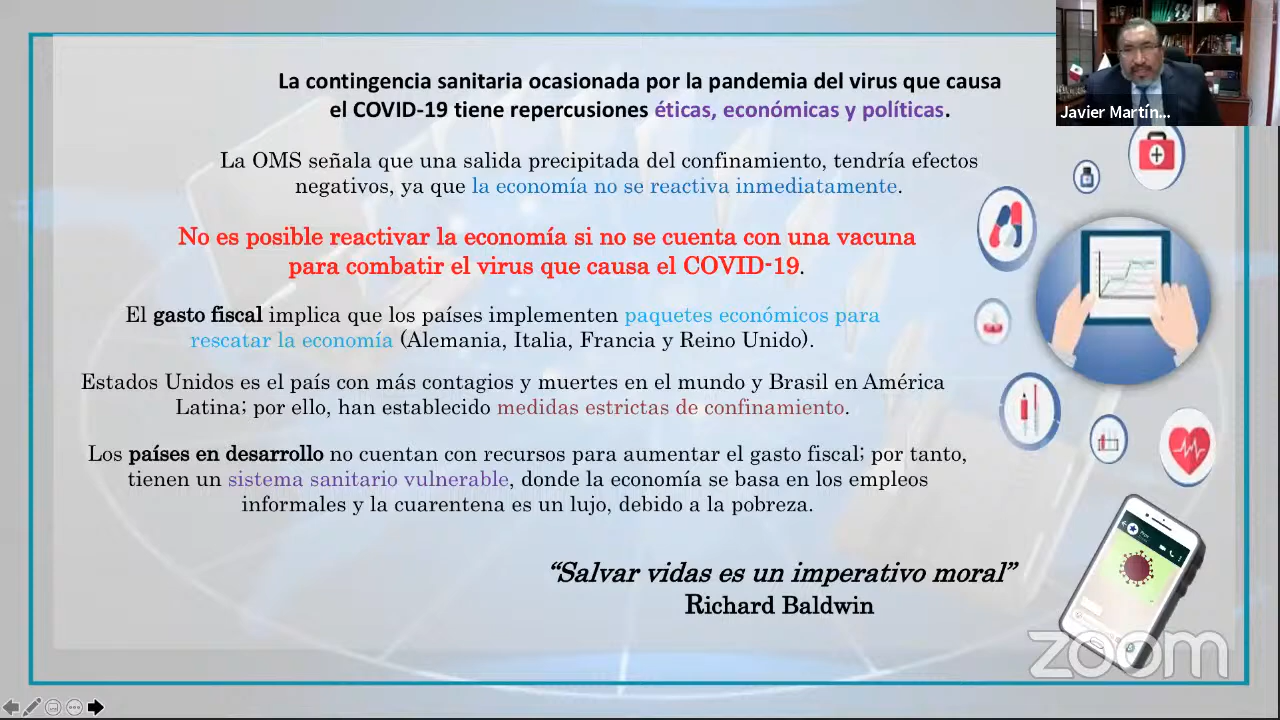 La contingencia sanitaria ocasionada por la pandemia del virus que causa
el COVID-19 tiene repercusiones éticas, económicas y políticas.
Javier Martín...
La OMS señala que una salida precipitada del confinamiento, tendría efectos
negativos, ya que la economía no se reactiva inmediatamente.
No es posible reactivar la economía si no se cuenta con una vacuna
para combatir el virus que causa el COVID-19.
El gasto fiscal implica que los países implementen paquetes económicos para
rescatar la economía (Alemania, Italia, Francia y Reino Unido).
Estados Unidos es el país con más contagios y muertes en el mundo y Brasil en América
Latina; por ello, han establecido medidas estrictas de confinamiento.
Los países en desarrollo no cuentan con recursos para aumentar el gasto fiscal; por tanto,
tienen un sistema sanitario vulnerable, donde la economía se basa en los empleos
informales y la cuarentena es un lujo, debido a la pobreza.
“Salvar vidas es un imperativo moral”
Richard Baldwin
zoom